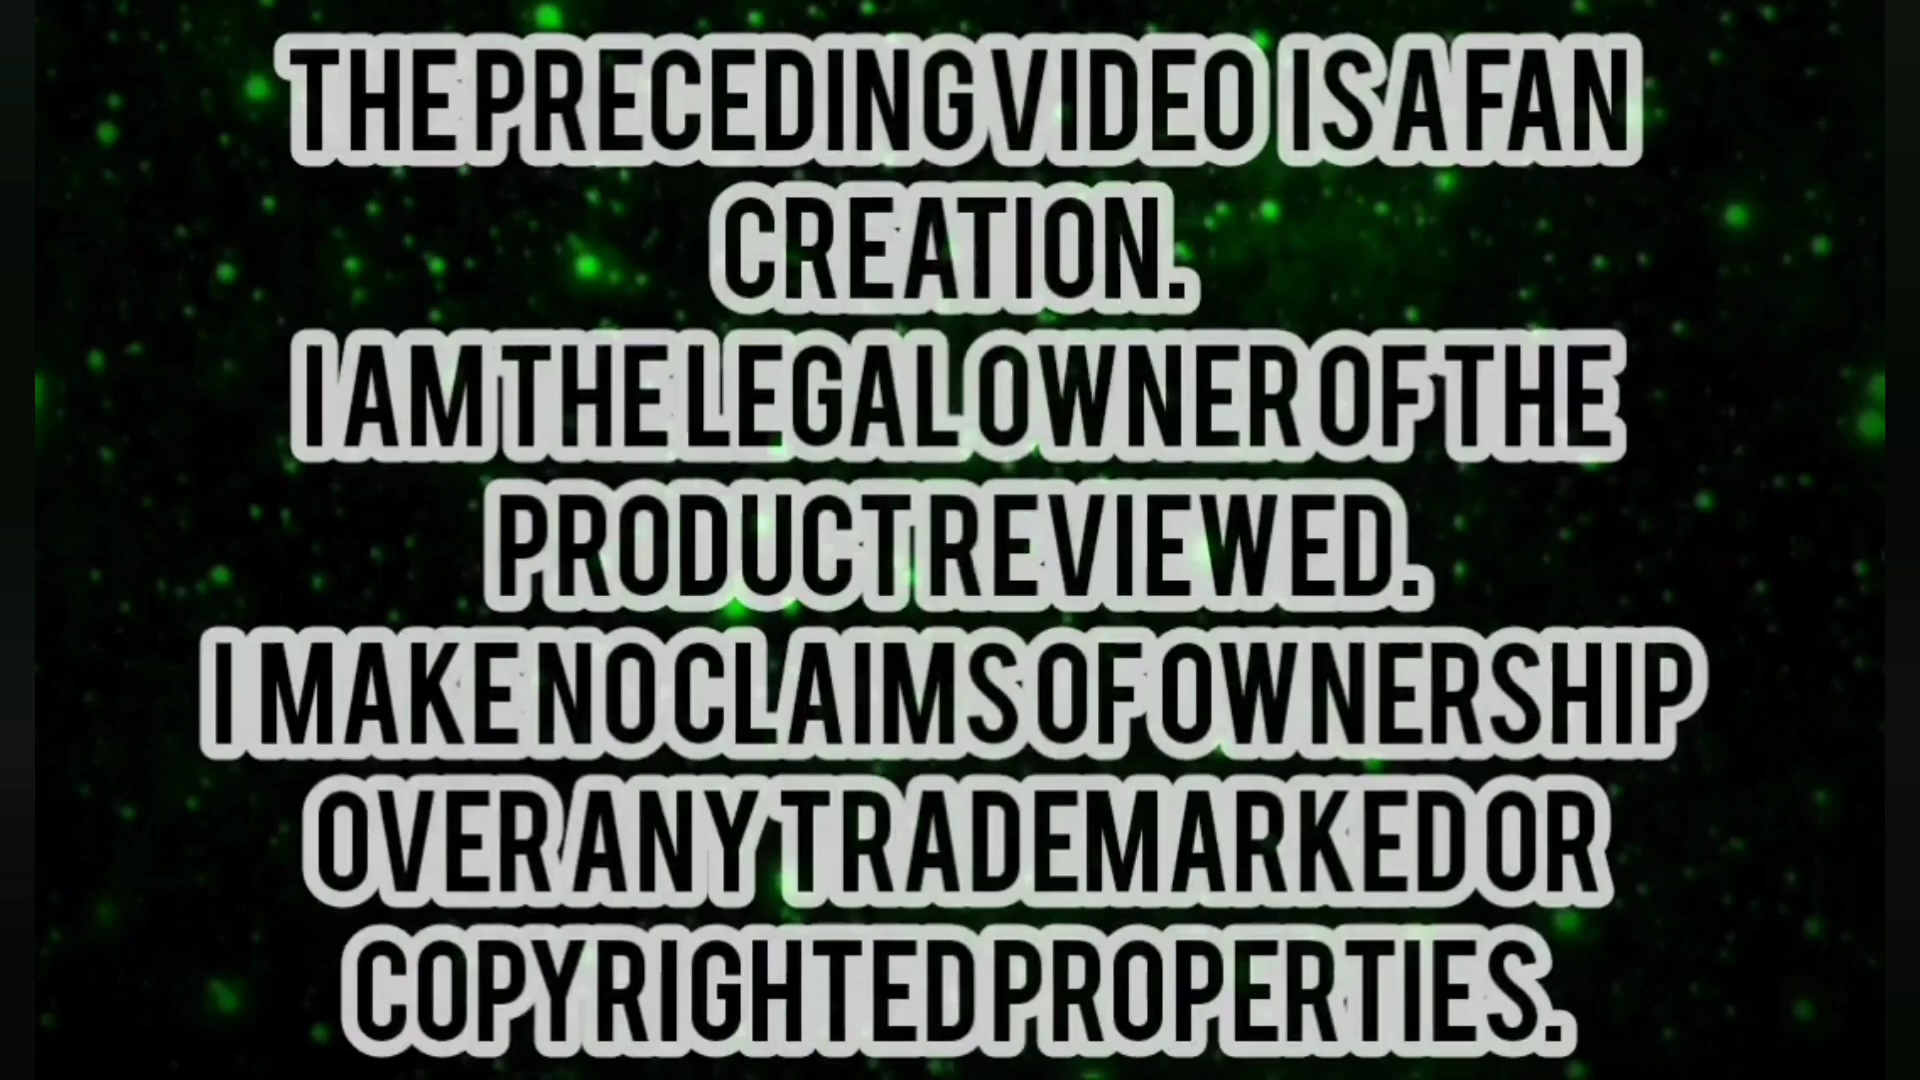 THE PRECEDING VIDEO IS A FAN
CREATION.
I AM THE LEGAL OWNER OF THE
PRODUCT REVIEWED.
I MAKE NO CLAIMS OF OWNERSHIP
OVER ANY TRADEMARKED OR
COPYRIGHTED PROPERTIES.